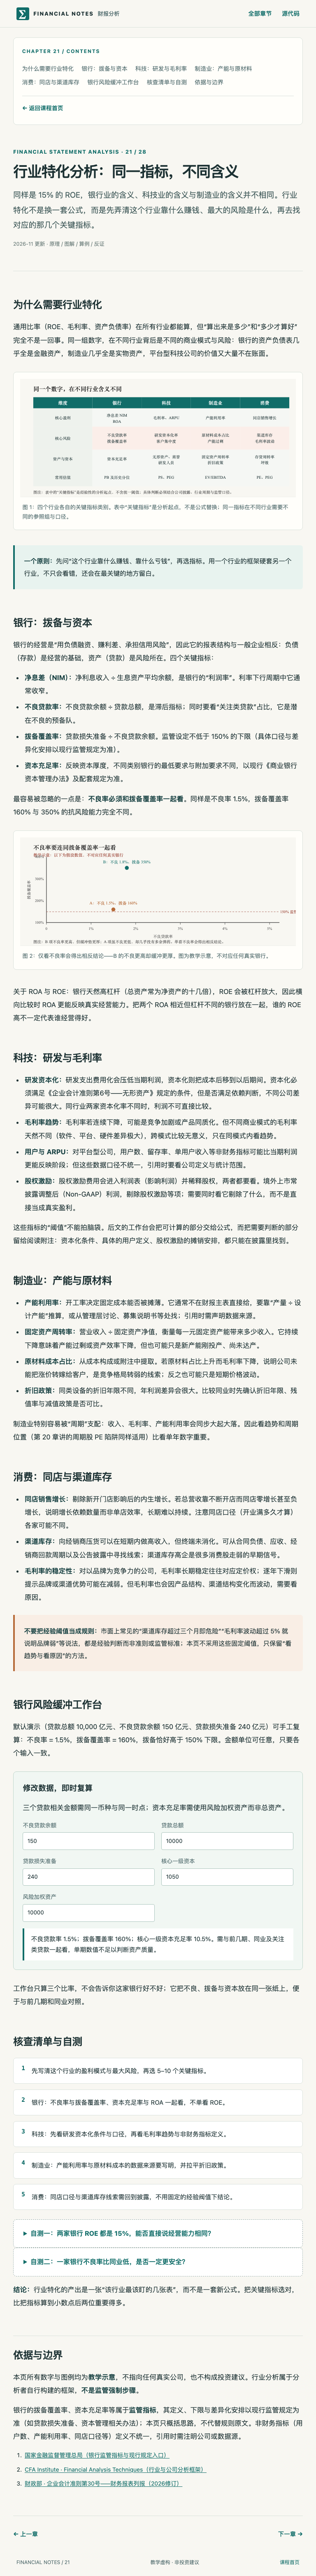 FINANCIAL NOTES 财报分析
全部章节 源代码
CHAPTER 21 / CONTENTS
为什么需要行业特化 银行：拨备与资本 科技：研发与毛利率 制造业：产能与原材料
消费：同店与渠道库存 银行风险缓冲工作台 核查清单与自测 依据与边界
← 返回课程首页
FINANCIAL STATEMENT ANALYSIS · 21 / 28
行业特化分析：同一指标，不同含义
同样是 15% 的 ROE，银行业的含义、科技业的含义与制造业的含义并不相同。行业特化不是换一套公式，而是先弄清这个行业靠什么赚钱、最大的风险是什么，再去找对应的那几个关键指标。
为什么需要行业特化
通用比率（ROE、毛利率、资产负债率）在所有行业都能算，但“算出来是多少”和“多少才算好”完全不是一回事。同一组数字，在不同行业背后是不同的商业模式与风险：银行的资产负债表几乎全是金融资产，制造业几乎全是实物资产，平台型科技公司的价值又大量不在账面。
同一个数字，在不同行业含义不同
维度 银行 科技 制造业 消费
图 1：四个行业各自的关键指标类别。表中“关键指标”是分析起点，不是公式替换；同一指标在不同行业需要不同的参照组与口径。
一个原则：先问“这个行业靠什么赚钱，靠什么亏钱”，再选指标。用一个行业的框架硬套另一个行业，不只会看错，还会在最关键的地方留白。
银行：拨备与资本
银行的经营是“用负债融资、赚利差、承担信用风险”，因此它的报表结构与一般企业相反：负债（存款）是经营的基础，资产（贷款）是风险所在。四个关键指标：
• 净息差（NIM）：净利息收入 ÷ 生息资产平均余额，是银行的“利润率”。利率下行周期中它通常收窄。
• 不良贷款率：不良贷款余额 ÷ 贷款总额，是滞后指标；同时要看“关注类贷款”占比，它是潜在不良的预备队。
• 拨备覆盖率：贷款损失准备 ÷ 不良贷款余额。监管设定不低于 150% 的下限（具体口径与差异化安排以现行监管规定为准）。
• 资本充足率：反映资本厚度，不同类别银行的最低要求与附加要求不同，以现行《商业银行资本管理办法》及配套规定为准。
最容易被忽略的一点是：不良率必须和拨备覆盖率一起看。同样是不良率 1.5%，拨备覆盖率 160% 与 350% 的抗风险能力完全不同。
不良率要连同拨备覆盖率一起看
图 2：仅看不良率会得出相反结论——B 的不良率更高却缓冲更厚。图为教学示意，不对应任何真实银行。
关于 ROA 与 ROE：银行天然高杠杆（总资产常为净资产的十几倍），ROE 会被杠杆放大，因此横向比较时 ROA 更能反映真实经营能力。把两个 ROA 相近但杠杆不同的银行放在一起，谁的 ROE 高不一定代表谁经营得好。
科技：研发与毛利率
• 研发资本化：研发支出费用化会压低当期利润，资本化则把成本后移到以后期间。资本化必须满足《企业会计准则第6号——无形资产》规定的条件，但是否满足依赖判断，不同公司差异可能很大。同行业两家资本化率不同时，利润不可直接比较。
• 毛利率趋势：毛利率若连续下降，可能是竞争加剧或产品同质化。但不同商业模式的毛利率天然不同（软件、平台、硬件差异极大），跨模式比较无意义，只在同模式内看趋势。
• 用户与 ARPU：对平台型公司，用户数、留存率、单用户收入等非财务指标可能比当期利润更能反映阶段；但这些数据口径不统一，引用时要看公司定义与统计范围。
• 股权激励：股份支付费用会进入利润表（影响利润）并稀释股权，两者都要看。境外上市常披露调整后（Non-GAAP）利润，剔除股权激励等项；需要同时看它剔除了什么，而不是直接当成真实盈利。
这些指标的“阈值”不能拍脑袋。后文的工作台会把可计算的部分交给公式，而把需要判断的部分留给阅读附注：资本化条件、具体的用户定义、股权激励的摊销安排，都只能在披露里找到。
制造业：产能与原材料
• 产能利用率：开工率决定固定成本能否被摊薄。它通常不在财报主表直接给，要靠“产量 ÷ 设计产能”推算，或从管理层讨论、募集说明书等处找；引用时需声明数据来源。
• 固定资产周转率：营业收入 ÷ 固定资产净值，衡量每一元固定资产能带来多少收入。它持续下降意味着产能过剩或资产效率下降，但也可能只是新产能刚投产、尚未达产。
• 原材料成本占比：从成本构成或附注中提取。若原材料占比上升而毛利率下降，说明公司未能把涨价转嫁给客户，是竞争格局转弱的线索；反之也可能只是短期价格波动。
• 折旧政策：同类设备的折旧年限不同，年利润差异会很大。比较同业时先确认折旧年限、残值率与减值政策是否可比。
制造业特别容易被“周期”支配：收入、毛利率、产能利用率会同步大起大落。因此看趋势和周期位置（第 20 章讲的周期股 PE 陷阱同样适用）比看单年数字重要。
消费：同店与渠道库存
• 同店销售增长：剔除新开门店影响后的内生增长。若总营收靠不断开店而同店零增长甚至负增长，说明增长依赖数量而非单店效率，长期难以持续。注意同店口径（开业满多久才算）各家可能不同。
• 渠道库存：向经销商压货可以在短期内做高收入，但终端未消化。可从合同负债、应收、经销商回款周期以及公告披露中寻找线索；渠道库存高企是很多消费股走弱的早期信号。
• 毛利率的稳定性：对以品牌为竞争力的公司，毛利率长期稳定往往对应定价权；逐年下滑则提示品牌或渠道优势可能在减弱。但毛利率也会因产品结构、渠道结构变化而波动，需要看原因。
不要把经验阈值当成规则：市面上常见的“渠道库存超过三个月即危险”“毛利率波动超过 5% 就说明品牌弱”等说法，都是经验判断而非准则或监管标准；本页不采用这些固定阈值，只保留“看趋势与看原因”的方法。
银行风险缓冲工作台
默认演示（贷款总额 10,000 亿元、不良贷款余额 150 亿元、贷款损失准备 240 亿元）可手工复算：不良率 = 1.5%，拨备覆盖率 = 160%，拨备恰好高于 150% 下限。金额单位可任意，只要各个输入一致。
修改数据，即时复算
三个贷款相关金额需同一币种与同一时点；资本充足率需使用风险加权资产而非总资产。
不良贷款余额 贷款总额
150 10000
贷款损失准备 核心一级资本
240 1050
风险加权资产
10000
不良贷款率 1.5%；拨备覆盖率 160%；核心一级资本充足率 10.5%。需与前几期、同业及关注类贷款一起看，单期数值不足以判断资产质量。
工作台只算三个比率，不会告诉你这家银行好不好；它把不良、拨备与资本放在同一张纸上，便于与前几期和同业对照。
核查清单与自测
1 先写清这个行业的盈利模式与最大风险，再选 5–10 个关键指标。
2 银行：不良率与拨备覆盖率、资本充足率与 ROA 一起看，不单看 ROE。
3 科技：先看研发资本化条件与口径，再看毛利率趋势与非财务指标定义。
4 制造业：产能利用率与原材料成本的数据来源要写明，并拉平折旧政策。
5 消费：同店口径与渠道库存线索需回到披露，不用固定的经验阈值下结论。
▶ 自测一：两家银行 ROE 都是 15%，能否直接说经营能力相同？
▶ 自测二：一家银行不良率比同业低，是否一定更安全？
结论：行业特化的产出是一张“该行业最该盯的几张表”，而不是一套新公式。把关键指标选对，比把指标算到小数点后两位重要得多。
依据与边界
本页所有数字与图例均为教学示意，不指向任何真实公司，也不构成投资建议。行业分析属于分析者自行构建的框架，不是监管强制步骤。
银行的拨备覆盖率、资本充足率等属于监管指标，其定义、下限与差异化安排以现行监管规定为准（如贷款损失准备、资本管理相关办法）；本页只概括思路，不代替规则原文。非财务指标（用户数、产能利用率、同店口径等）定义不统一，引用时需注明公司或数据源。
1. 国家金融监督管理总局（银行监管指标与现行规定入口）
2. CFA Institute · Financial Analysis Techniques（行业与公司分析框架）
3. 财政部 · 企业会计准则第30号——财务报表列报（2026修订）
← 上一章
下一章 →
FINANCIAL NOTES / 21
教学虚构 · 非投资建议
课程首页